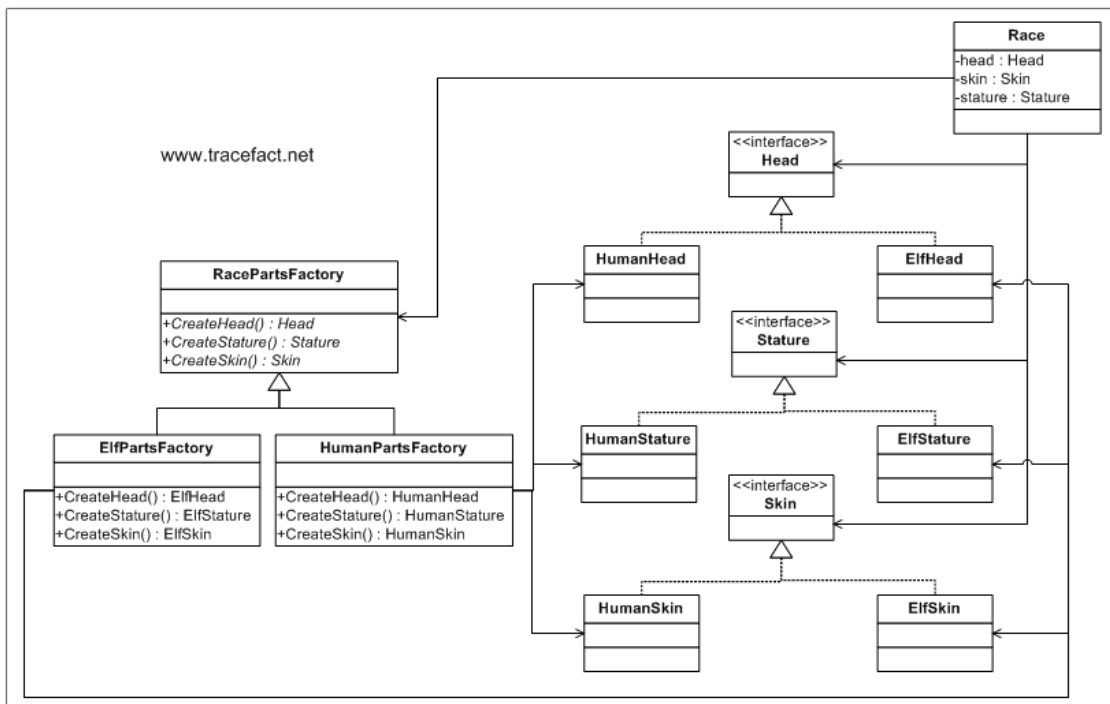 Race
-head : Head
-skin : Skin
-stature : Stature
www.tracefact.net
<<interface>>
Head
HumanHead
ElfHead
RacePartsFactory
+CreateHead() : Head
+CreateStature() : Stature
+CreateSkin() : Skin
<<interface>>
Stature
HumanStature
ElfStature
ElfPartsFactory
+CreateHead() : ElfHead
+CreateStature() : ElfStature
+CreateSkin() : ElfSkin
HumanPartsFactory
+CreateHead() : HumanHead
+CreateStature() : HumanStature
+CreateSkin() : HumanSkin
<<interface>>
Skin
HumanSkin
ElfSkin